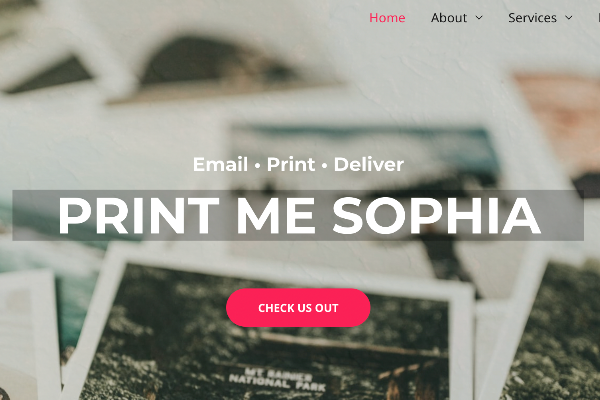 Home About Services
Email • Print • Deliver
PRINT ME SOPHIA
CHECK US OUT
MT. RAINIER
NATIONAL PARK